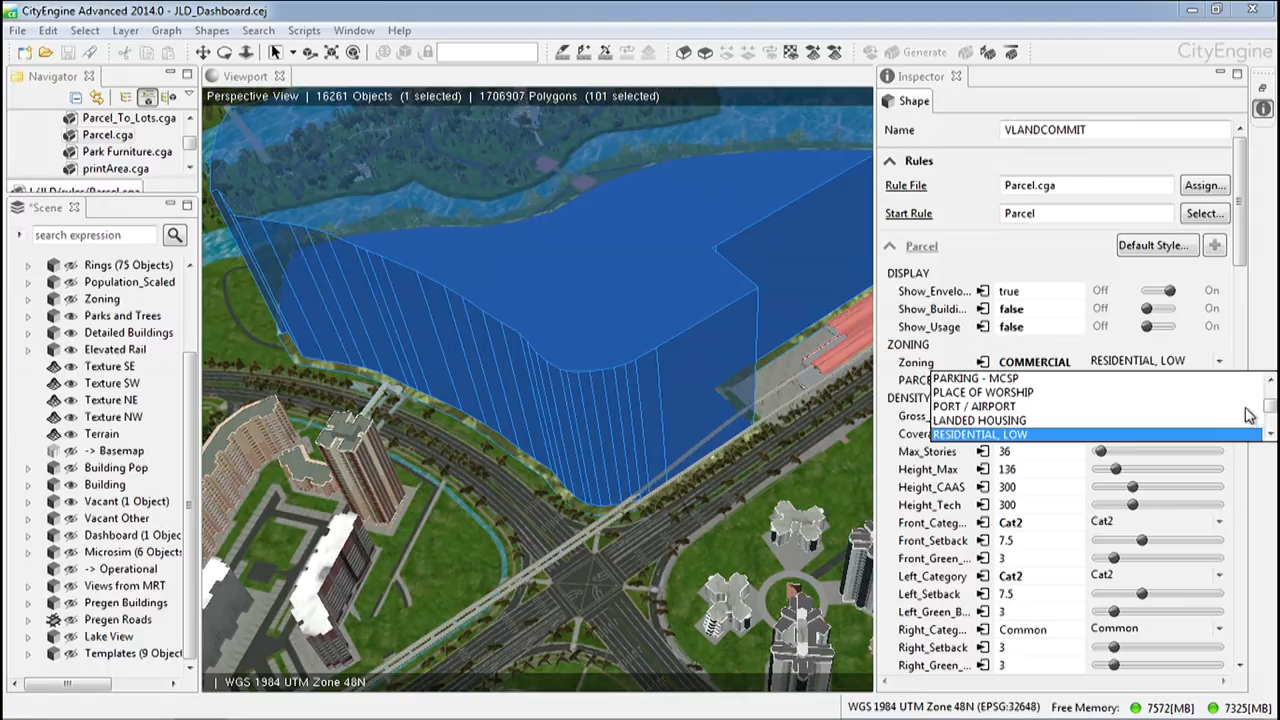 CityEngine Advanced 2014.0 - JLD_Dashboard.cej
File Edit Select Layer Graph Shapes Search Scripts Window Help
Generate
CityEngine
Navigator
Parcel_To_Lots.cga
Parcel.cga
Park Furniture.cga
printArea.cga
*Scene
search expression
Rings (75 Objects)
Population_Scaled
Zoning
Parks and Trees
Detailed Buildings
Elevated Rail
Texture SE
Texture SW
Texture NE
Texture NW
Terrain
-> Basemap
Building Pop
Building
Vacant (1 Object)
Vacant Other
Dashboard (1 Objec
Microsim (6 Objects
-> Operational
Views from MRT
Pregen Buildings
Pregen Roads
Lake View
Templates (9 Object
Viewport
Perspective View | 16261 Objects (1 selected) | 1706907 Polygons (101 selected)
WGS 1984 UTM Zone 48N
Inspector
Shape
Name VLANDCOMMIT
Rules
Rule File Parcel.cga Assign...
Start Rule Parcel Select...
Parcel Default Style...
DISPLAY
Show_Envelo... true Off On
Show_Buildi... false Off On
Show_Usage false Off On
ZONING
Zoning COMMERCIAL RESIDENTIAL, LOW
PARCE
PARKING - MCSP
PLACE OF WORSHIP
DENSITY
PORT / AIRPORT
Gross_
LANDED HOUSING
Covera
RESIDENTIAL, LOW
Max_Stories 36
Height_Max 136
Height_CAAS 300
Height_Tech 300
Front_Categ... Cat2 Cat2
Front_Setback 7.5
Front_Green_... 3
Left_Category Cat2 Cat2
Left_Setback 7.5
Left_Green_B... 3
Right_Categ... Common Common
Right_Setback 3
Right_Green_... 3
WGS 1984 UTM Zone 48N (EPSG:32648) Free Memory: 7572[MB] 7325[MB]